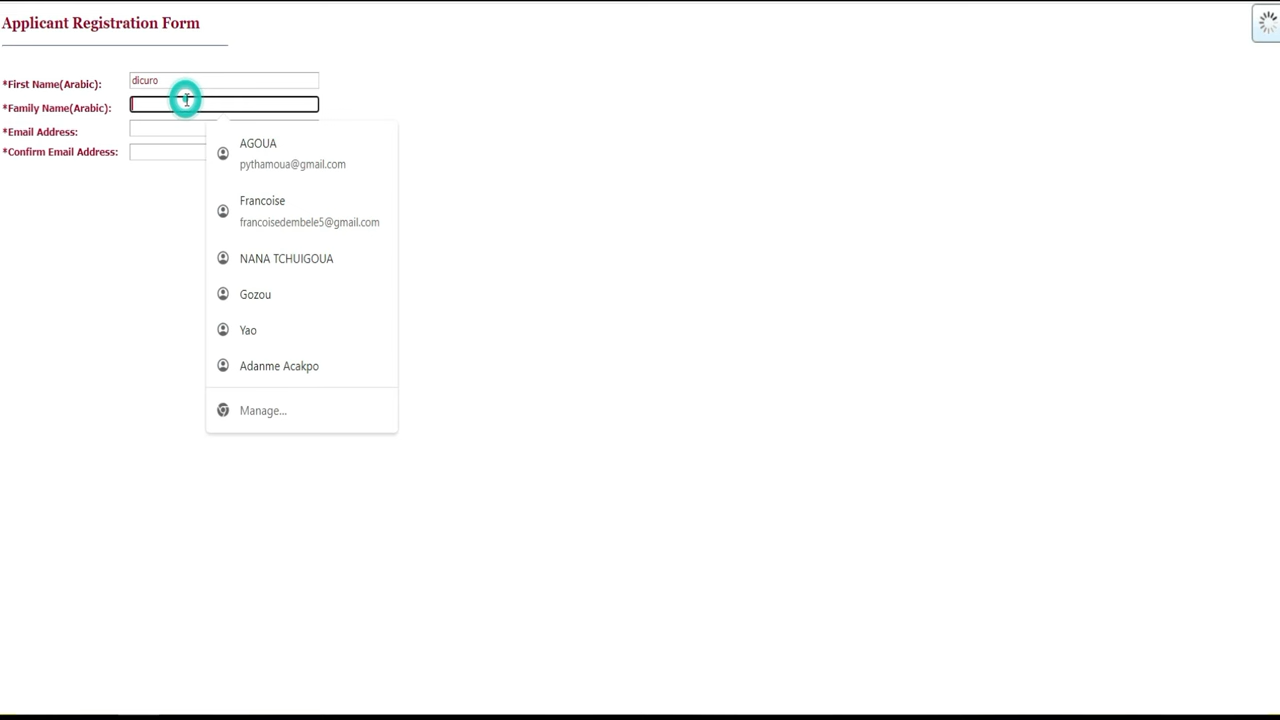 Applicant Registration Form
*First Name(Arabic):
dicuro
*Family Name(Arabic):
*Email Address:
*Confirm Email Address:
AGOUA
pythamoua@gmail.com
Francoise
francoisedembele5@gmail.com
NANA TCHUIGOUA
Gozou
Yao
Adanme Acakpo
Manage...